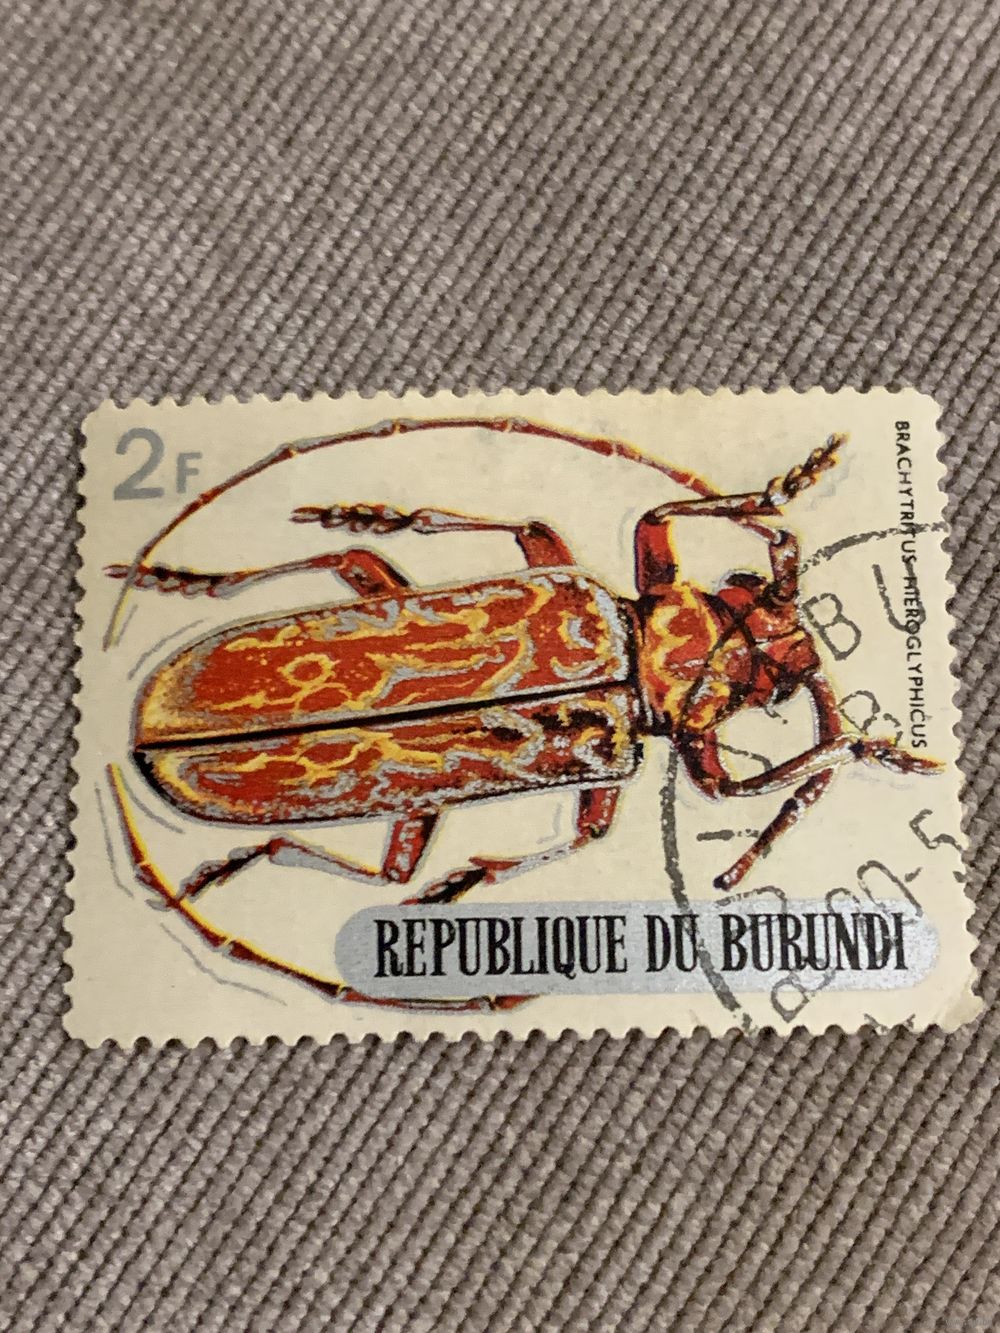 2F
BRACHYTRITUS HIEROGLYPHICUS
REPUBLIQUE DU BURUNDI